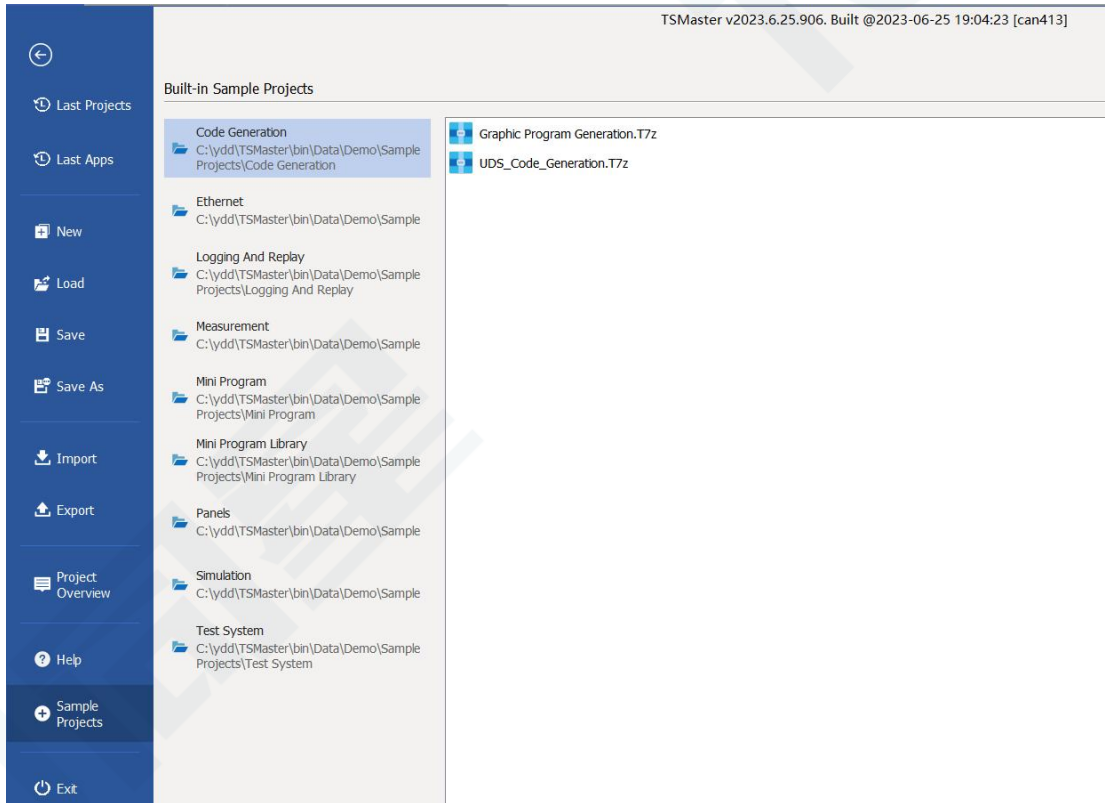 TSMaster v2023.6.25.906. Built @2023-06-25 19:04:23 [can413]
Last Projects
Last Apps
New
Load
Save
Save As
Import
Export
Project
Overview
Help
Sample
Projects
Exit
Built-in Sample Projects
Code Generation
C:\ydd\TSMaster\bin\Data\Demo\Sample
Projects\Code Generation
Ethernet
C:\ydd\TSMaster\bin\Data\Demo\Sample
Logging And Replay
C:\ydd\TSMaster\bin\Data\Demo\Sample
Projects\Logging And Replay
Measurement
C:\ydd\TSMaster\bin\Data\Demo\Sample
Mini Program
C:\ydd\TSMaster\bin\Data\Demo\Sample
Projects\Mini Program
Mini Program Library
C:\ydd\TSMaster\bin\Data\Demo\Sample
Projects\Mini Program Library
Panels
C:\ydd\TSMaster\bin\Data\Demo\Sample
Simulation
C:\ydd\TSMaster\bin\Data\Demo\Sample
Test System
C:\ydd\TSMaster\bin\Data\Demo\Sample
Projects\Test System
Graphic Program Generation.T7z
UDS_Code_Generation.T7z